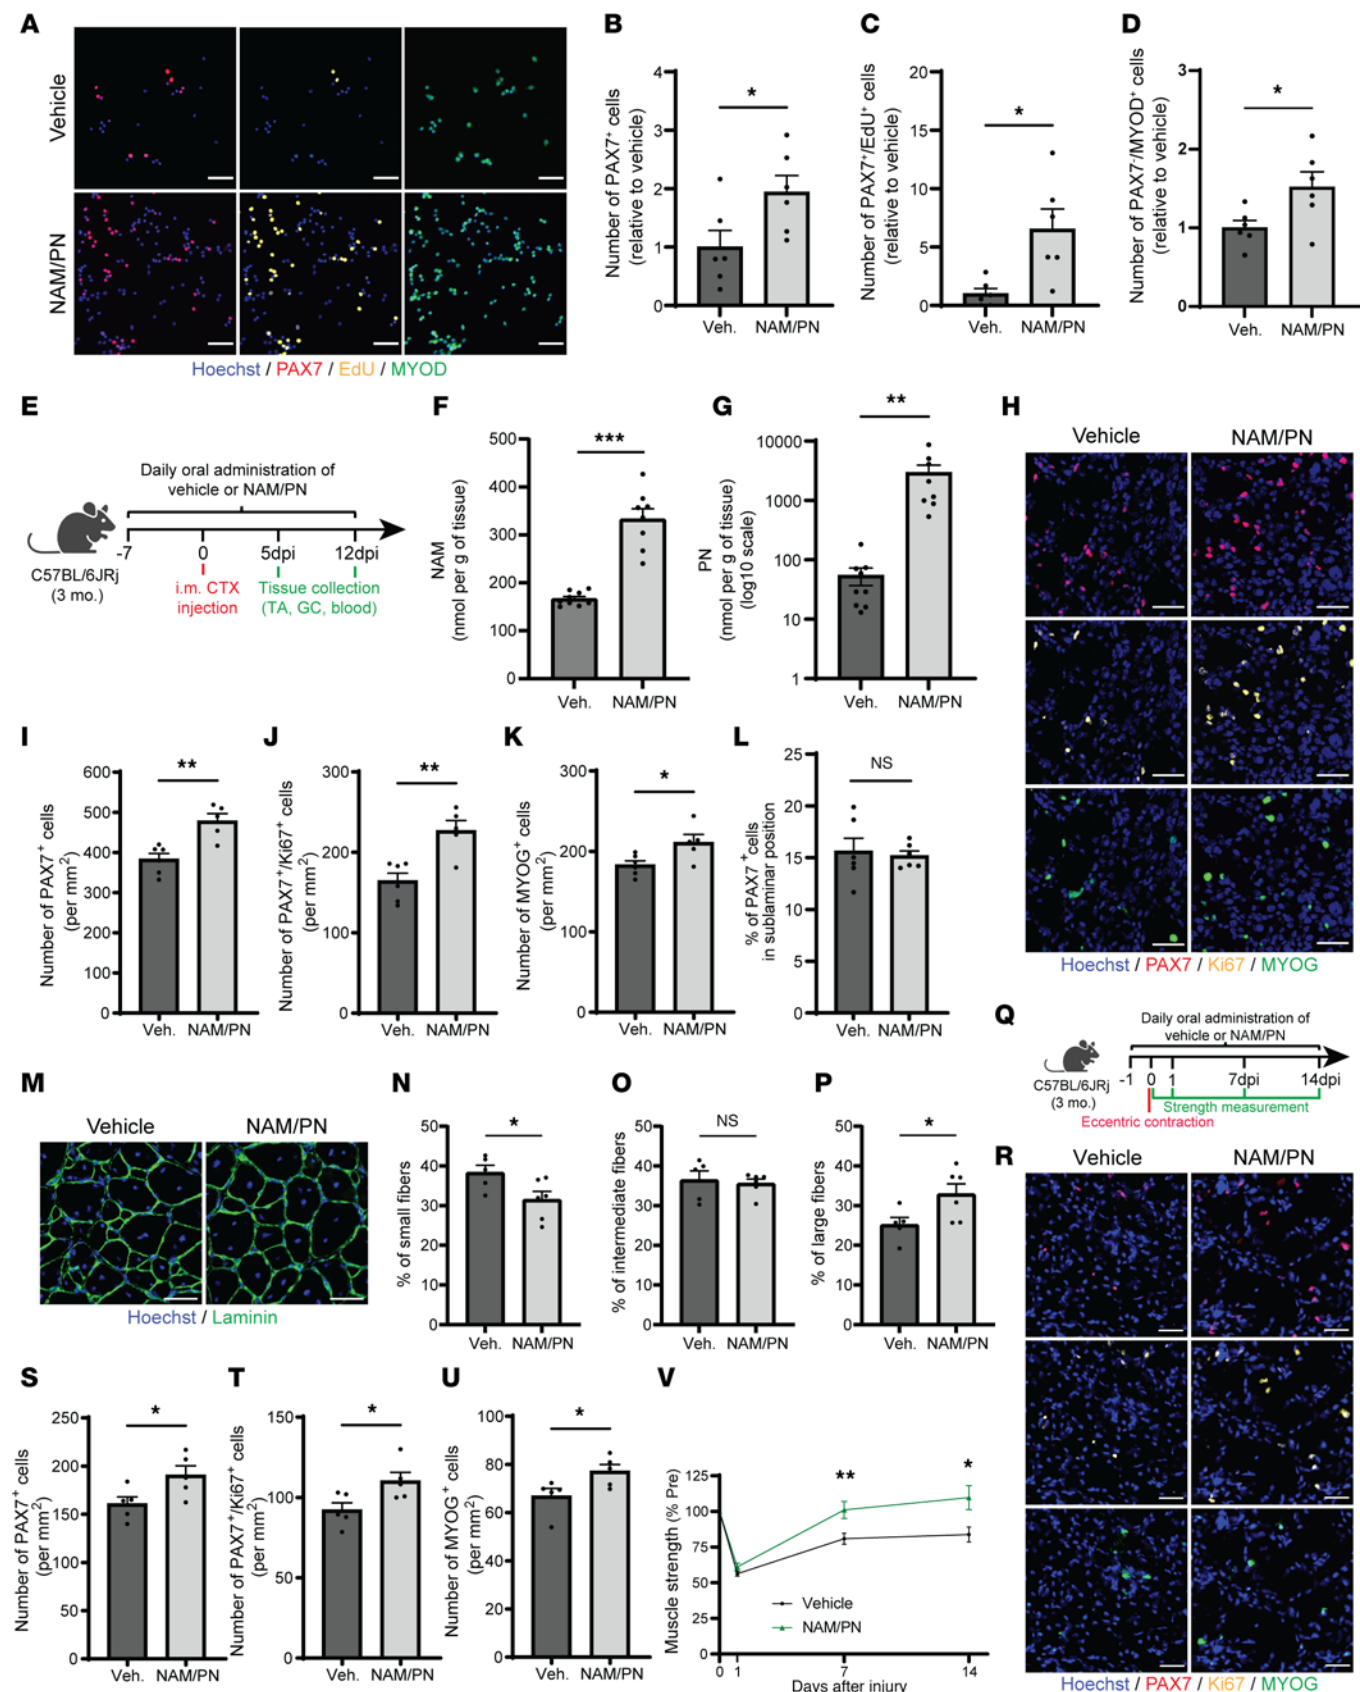 A
Vehicle
NAM/PN
Hoechst / PAX7 / EdU / MYOD
B
Number of PAX7+ cells
(relative to vehicle)
4
3
2
1
0
*
Veh.
NAM/PN
C
Number of PAX7+/EdU+ cells
(relative to vehicle)
20
15
10
5
0
*
Veh.
NAM/PN
D
Number of PAX7-/MYOD+ cells
(relative to vehicle)
3
2
1
0
*
Veh.
NAM/PN
E
Daily oral administration of
vehicle or NAM/PN
-7
0
5dpi
12dpi
C57BL/6JRj
(3 mo.)
i.m. CTX
injection
Tissue collection
(TA, GC, blood)
F
NAM
(nmol per g of tissue)
500
400
300
200
100
0
***
Veh.
NAM/PN
G
PN
(nmol per g of tissue)
(log10 scale)
10000
1000
100
10
1
**
Veh.
NAM/PN
H
Vehicle
NAM/PN
Hoechst / PAX7 / Ki67 / MYOG
I
Number of PAX7+ cells
(per mm2)
600
500
400
300
200
100
0
**
Veh.
NAM/PN
J
Number of PAX7+/Ki67+ cells
(per mm2)
300
200
100
0
**
Veh.
NAM/PN
K
Number of MYOG+ cells
(per mm2)
300
200
100
0
*
Veh.
NAM/PN
L
% of PAX7+cells
in sublaminar position
25
20
15
10
5
0
NS
Veh.
NAM/PN
M
Vehicle
NAM/PN
Hoechst / Laminin
N
% of small fibers
50
40
30
20
10
0
*
Veh.
NAM/PN
O
% of intermediate fibers
50
40
30
20
10
0
NS
Veh.
NAM/PN
P
% of large fibers
50
40
30
20
10
0
*
Veh.
NAM/PN
Q
Daily oral administration of
vehicle or NAM/PN
C57BL/6JRj
(3 mo.)
-1
0
1
7dpi
14dpi
Strength measurement
Eccentric contraction
R
Vehicle
NAM/PN
Hoechst / PAX7 / Ki67 / MYOG
S
Number of PAX7+ cells
(per mm2)
250
200
150
100
50
0
*
Veh.
NAM/PN
T
Number of PAX7+/Ki67+ cells
(per mm2)
150
100
50
0
*
Veh.
NAM/PN
U
Number of MYOG+ cells
(per mm2)
100
80
60
40
20
0
*
Veh.
NAM/PN
V
Muscle strength (% Pre)
125
100
75
50
25
0
**
*
Vehicle
NAM/PN
0
1
7
14
Days after injury